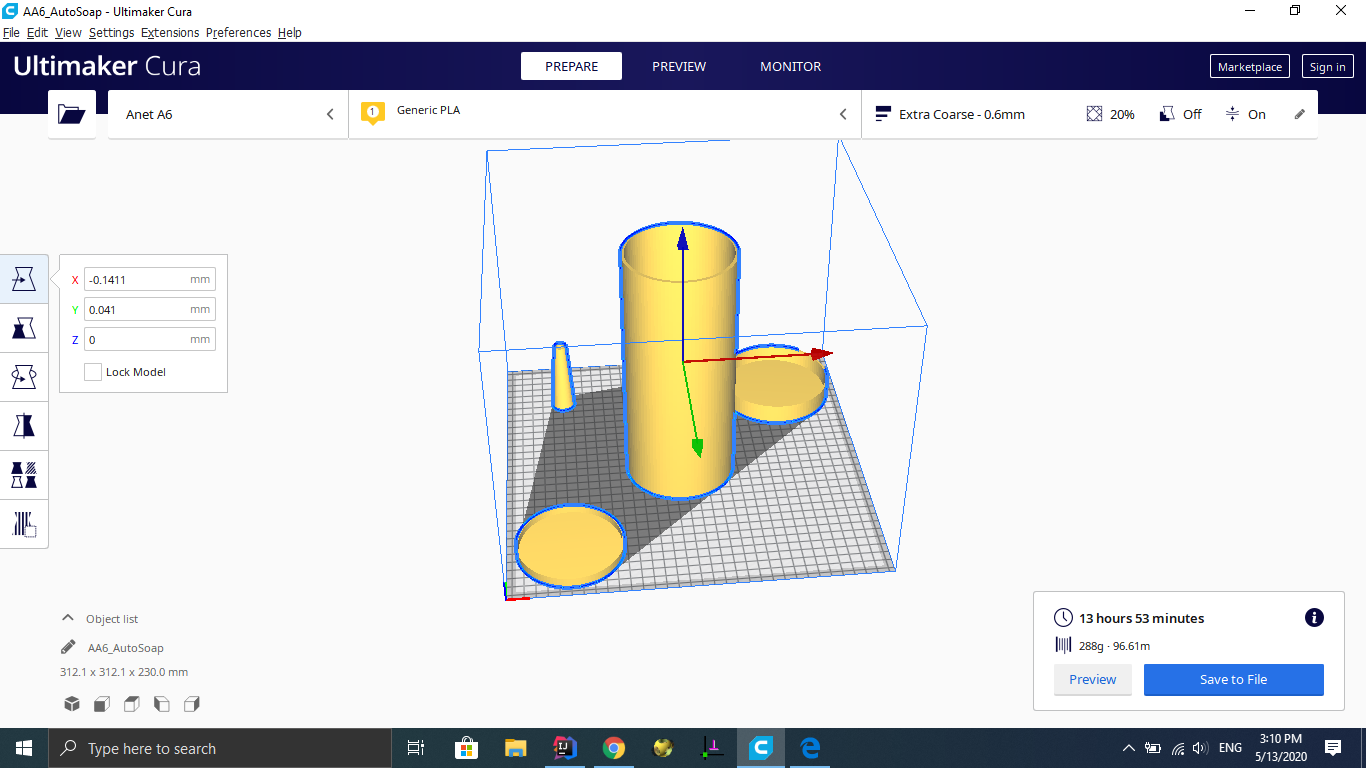 AA6_AutoSoap - Ultimaker Cura
File Edit View Settings Extensions Preferences Help
Ultimaker Cura
PREPARE
PREVIEW
MONITOR
Marketplace
Sign in
Anet A6
1
Generic PLA
Extra Coarse - 0.6mm
20%
Off
On
X -0.1411 mm
Y 0.041 mm
Z 0 mm
Lock Model
Object list
AA6_AutoSoap
312.1 x 312.1 x 230.0 mm
13 hours 53 minutes
288g · 96.61m
Preview
Save to File
Type here to search
ENG
3:10 PM
5/13/2020